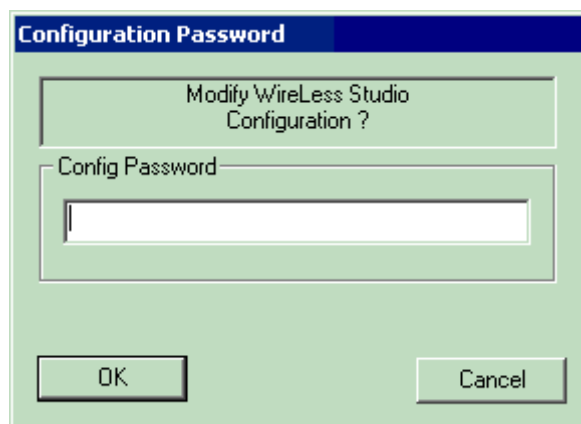 Configuration Password
Modify WireLess Studio
Configuration ?
Config Password
OK
Cancel